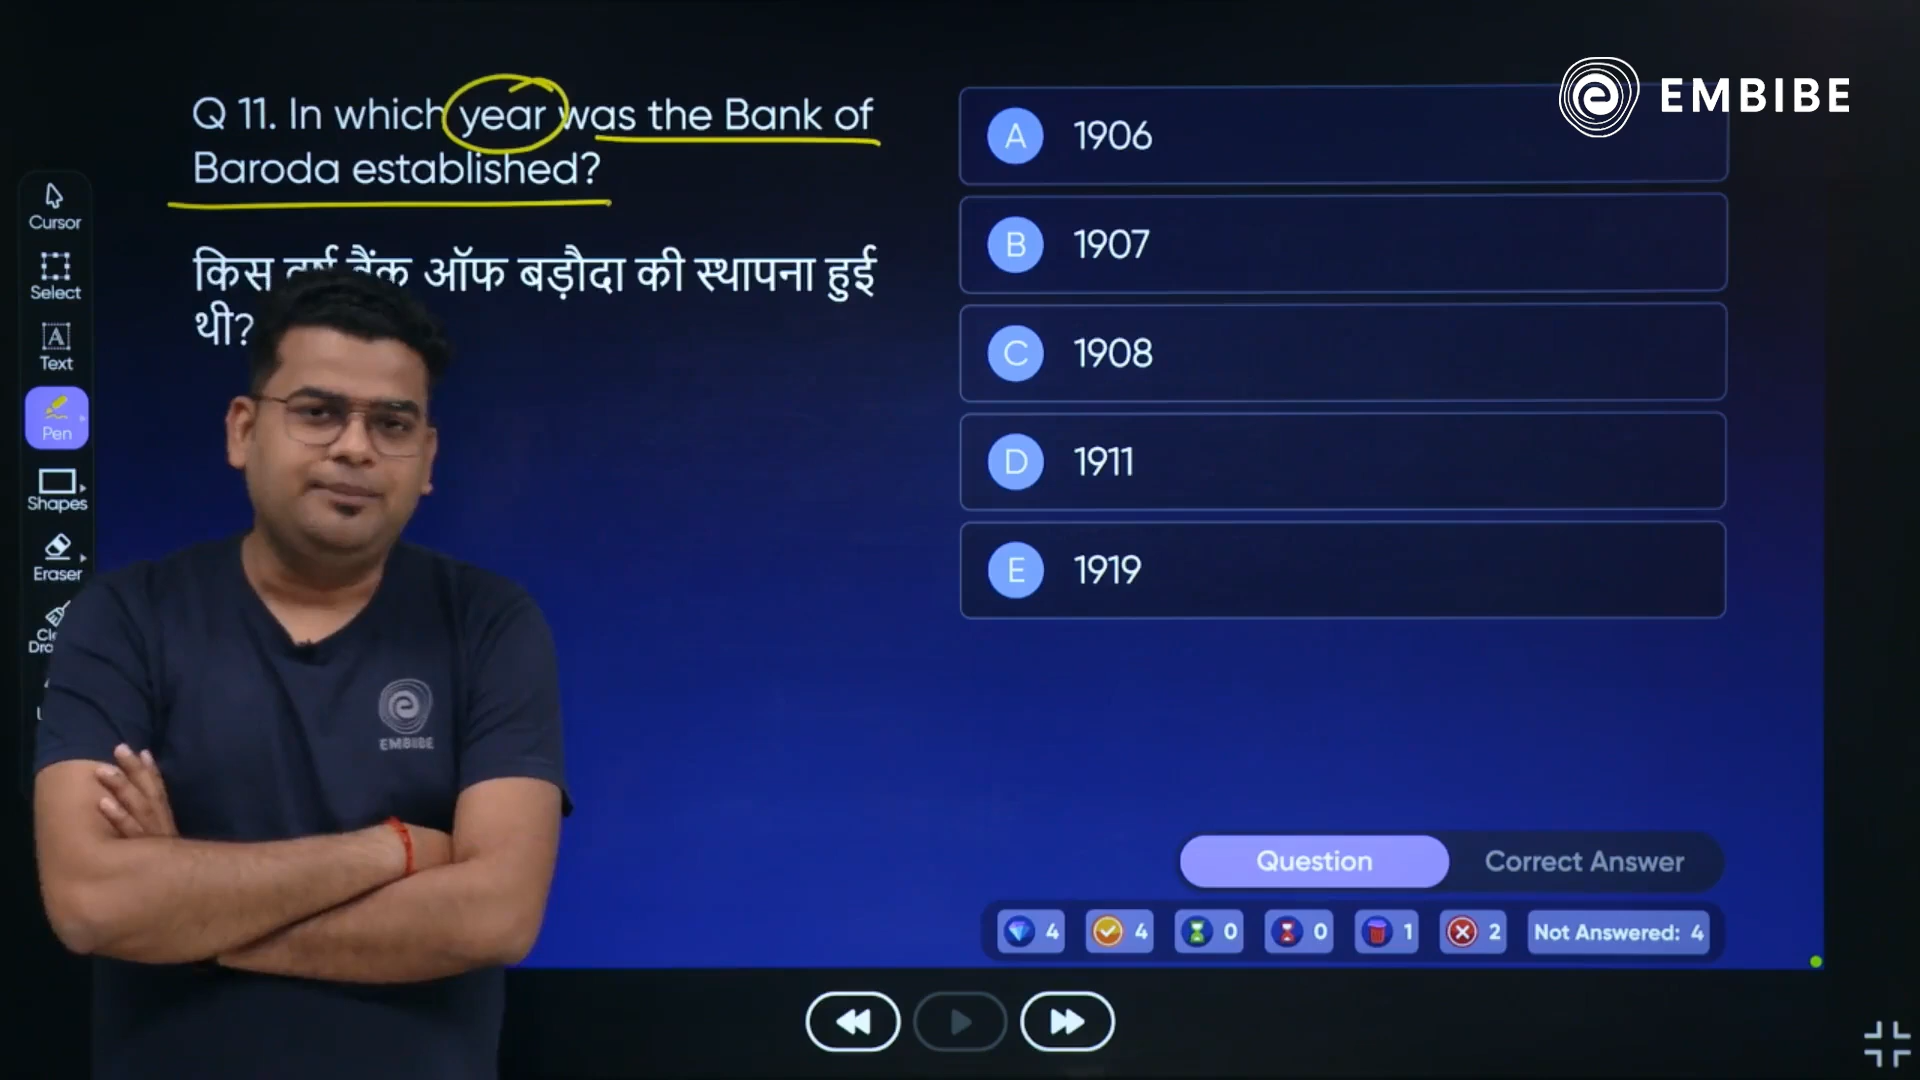 EMBIBE
Q 11. In which year was the Bank of
Baroda established?
किस वर्ष बैंक ऑफ बड़ौदा की स्थापना हुई
थी?
A 1906
B 1907
C 1908
D 1911
E 1919
Cursor
Select
Text
Pen
Shapes
Eraser
EMBIBE
Question Correct Answer
4 4 0 0 1 2 Not Answered: 4